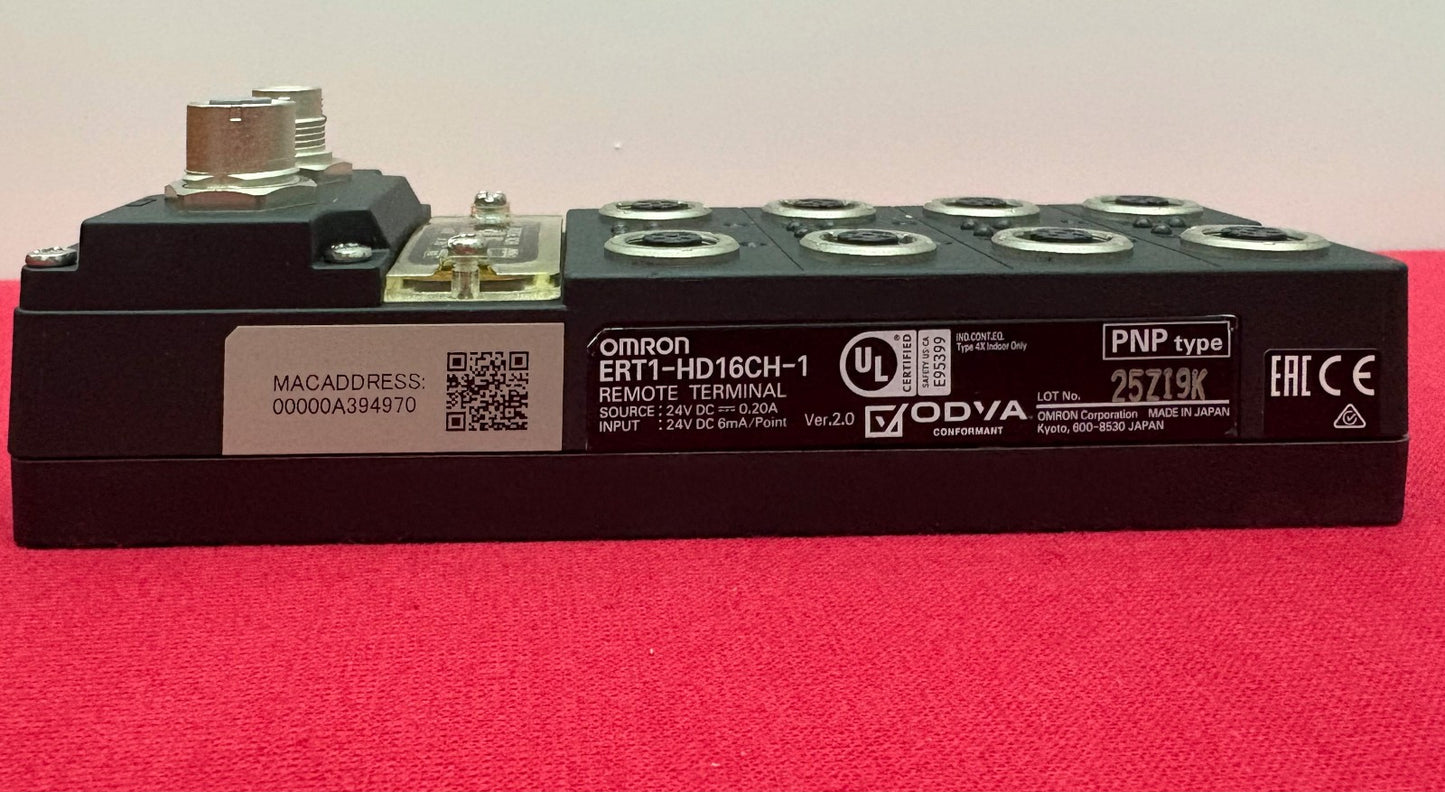 MACADDRESS:
00000A394970
OMRON
ERT1-HD16CH-1
REMOTE TERMINAL
SOURCE : 24V DC ⎓ 0.20A
INPUT : 24V DC 6mA/Point
Ver.2.0
UL
®
CERTIFIED
SAFETY US CA
E95399
IND.CONT.EQ.
Type 4X Indoor Only
ODVA
CONFORMANT
PNP type
LOT No. 25Z19K
OMRON Corporation MADE IN JAPAN
Kyoto, 600-8530 JAPAN
EAC CE